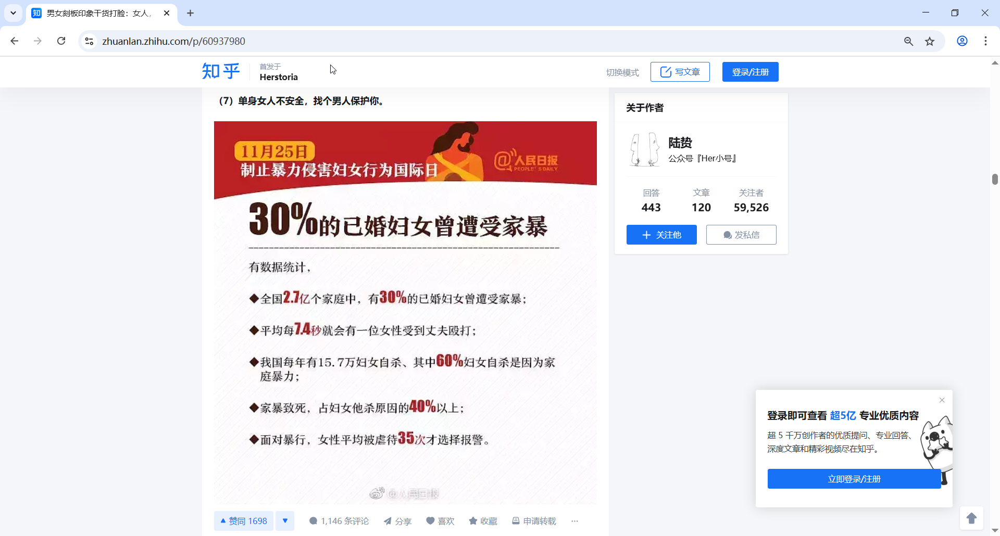 男女刻板印象干货打脸：女人，
zhuanlan.zhihu.com/p/60937980
知乎
首发于
Herstoria
切换模式
写文章
登录/注册
（7）单身女人不安全，找个男人保护你。
11月25日
制止暴力侵害妇女行为国际日
@人民日报
PEOPLE'S DAILY
30%的已婚妇女曾遭受家暴
有数据统计，
◆全国2.7亿个家庭中，有30%的已婚妇女曾遭受家暴；
◆平均每7.4秒就会有一位女性受到丈夫殴打；
◆我国每年有15.7万妇女自杀、其中60%妇女自杀是因为家
庭暴力；
◆家暴致死，占妇女他杀原因的40%以上；
◆面对暴行，女性平均被虐待35次才选择报警。
@人民日报
赞同 1698
1,146 条评论
分享
喜欢
收藏
申请转载
关于作者
陆贽
公众号『Her小号』
回答
443
文章
120
关注者
59,526
关注他
发私信
登录即可查看 超5亿 专业优质内容
超 5 千万创作者的优质提问、专业回答、
深度文章和精彩视频尽在知乎。
立即登录/注册